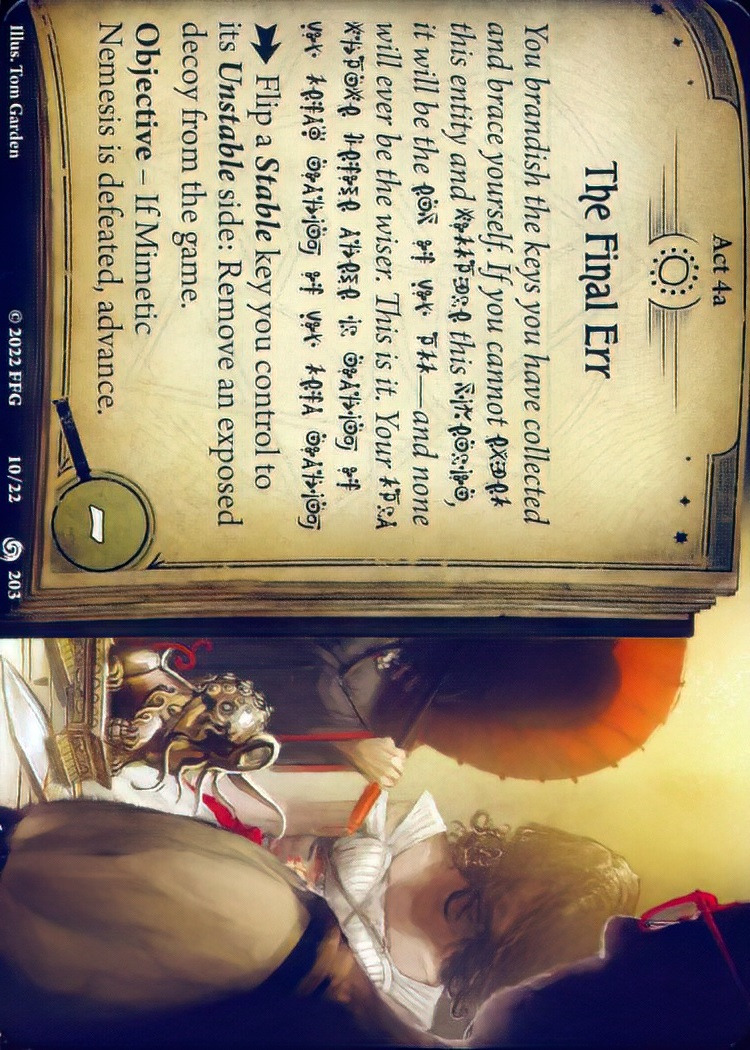 Act 4a
The Final Err
You brandish the keys you have collected
and brace yourself. If you cannot
this entity and this ,
it will be the —and none
will ever be the wiser. This is it. Your
Flip a Stable key you control to
its Unstable side: Remove an exposed
decoy from the game.
Objective – If Mimetic
Nemesis is defeated, advance.
-
Illus. Tom Garden © 2022 FFG 10/22 203